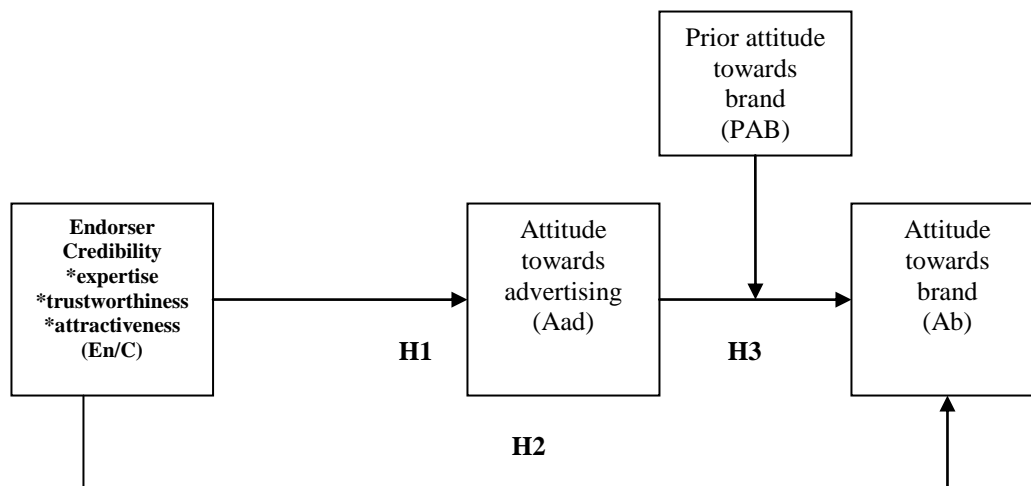 Prior attitude
towards
brand
(PAB)
Endorser
Credibility
*expertise
*trustworthiness
*attractiveness
(En/C)
Attitude
towards
advertising
(Aad)
Attitude
towards
brand
(Ab)
H1
H3
H2